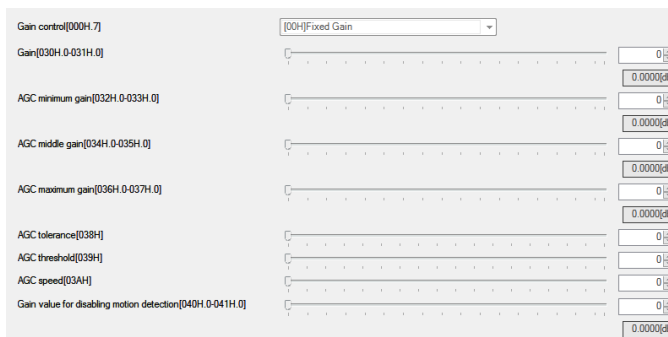 Gain control[000H.7] [00H]Fixed Gain
Gain[030H.0-031H.0] 0
0.0000[d
AGC minimum gain[032H.0-033H.0] 0
0.0000[d
AGC middle gain[034H.0-035H.0] 0
0.0000[d
AGC maximum gain[036H.0-037H.0] 0
0.0000[d
AGC tolerance[038H] 0
AGC threshold[039H] 0
AGC speed[03AH] 0
Gain value for disabling motion detection[040H.0-041H.0] 0
0.0000[d